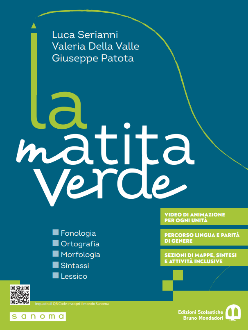 Luca Serianni
Valeria Della Valle
Giuseppe Patota
la
matita
verde
Fonologia
Ortografia
Morfologia
Sintassi
Lessico
VIDEO DI ANIMAZIONE
PER OGNI UNITÀ
PERCORSO LINGUA E PARITÀ
DI GENERE
SEZIONI DI MAPPE, SINTESI
E ATTIVITÀ INCLUSIVE
sanoma
Edizioni Scolastiche
Bruno Mondadori